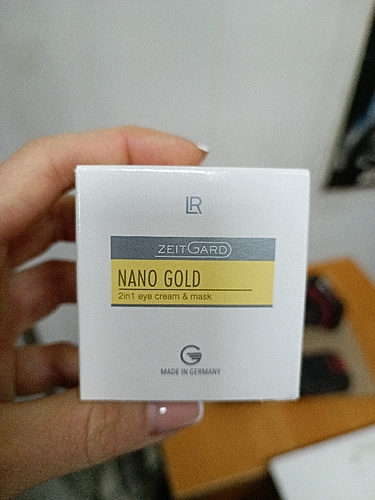 LR
ZEITGARD
NANO GOLD
2in1 eye cream & mask
MADE IN GERMANY